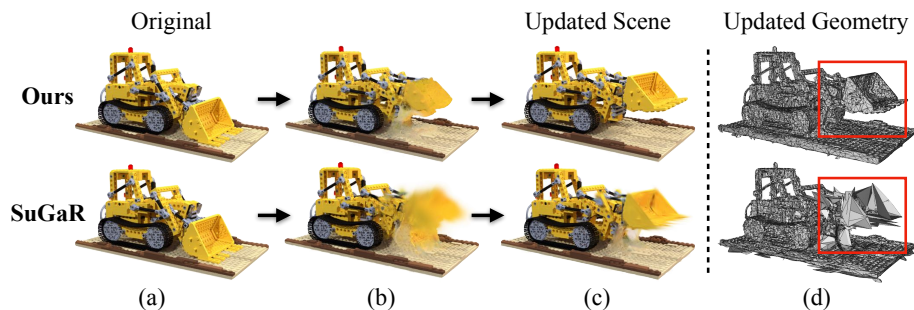 Original Updated Scene Updated Geometry
Ours
SuGaR
(a) (b) (c) (d)